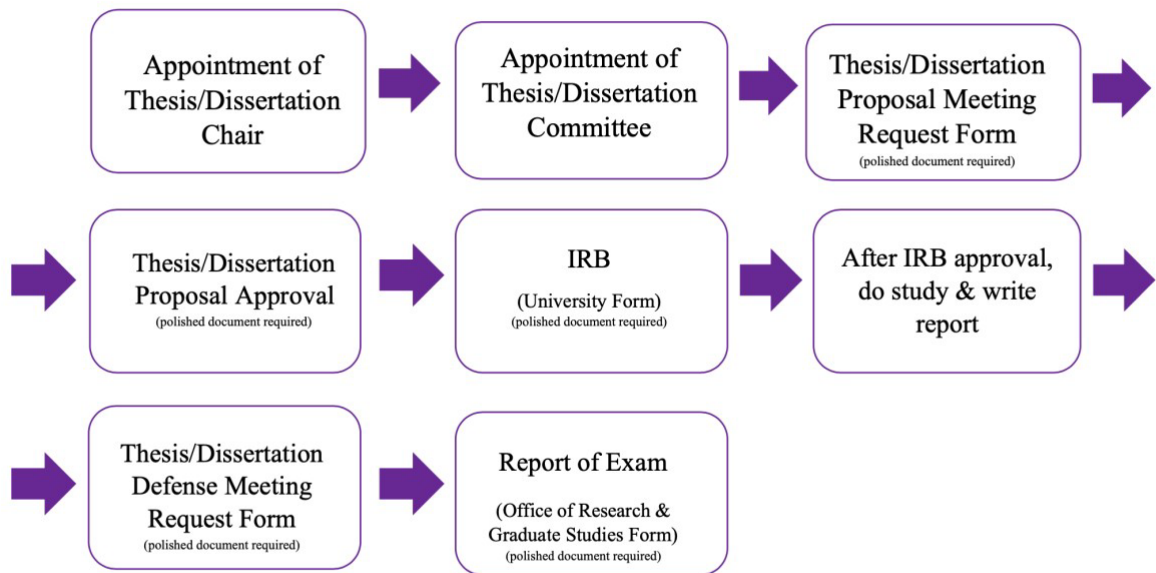 Appointment of
Thesis/Dissertation
Chair
Appointment of
Thesis/Dissertation
Committee
Thesis/Dissertation
Proposal Meeting
Request Form
(polished document required)
Thesis/Dissertation
Proposal Approval
(polished document required)
IRB
(University Form)
(polished document required)
After IRB approval,
do study & write
report
Thesis/Dissertation
Defense Meeting
Request Form
(polished document required)
Report of Exam
(Office of Research &
Graduate Studies Form)
(polished document required)